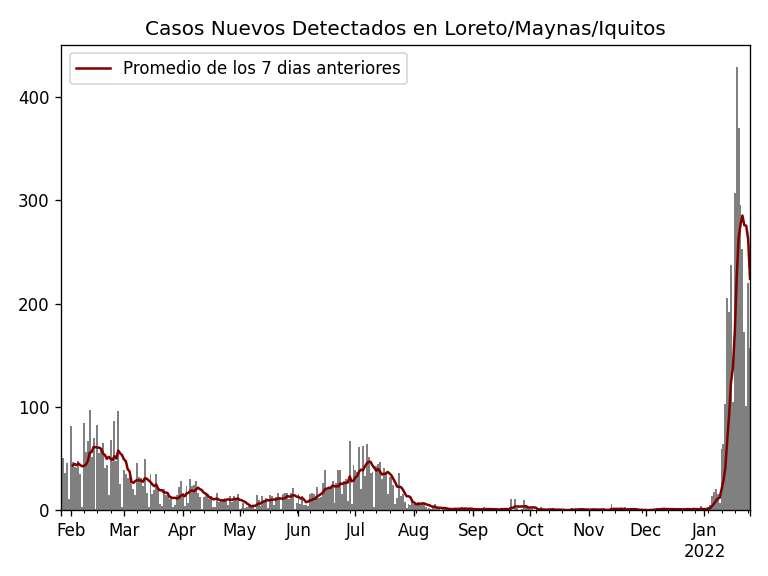 Casos Nuevos Detectados en Loreto/Maynas/Iquitos
Promedio de los 7 dias anteriores
400
300
200
100
0
Feb Mar Apr May Jun Jul Aug Sep Oct Nov Dec Jan
2022